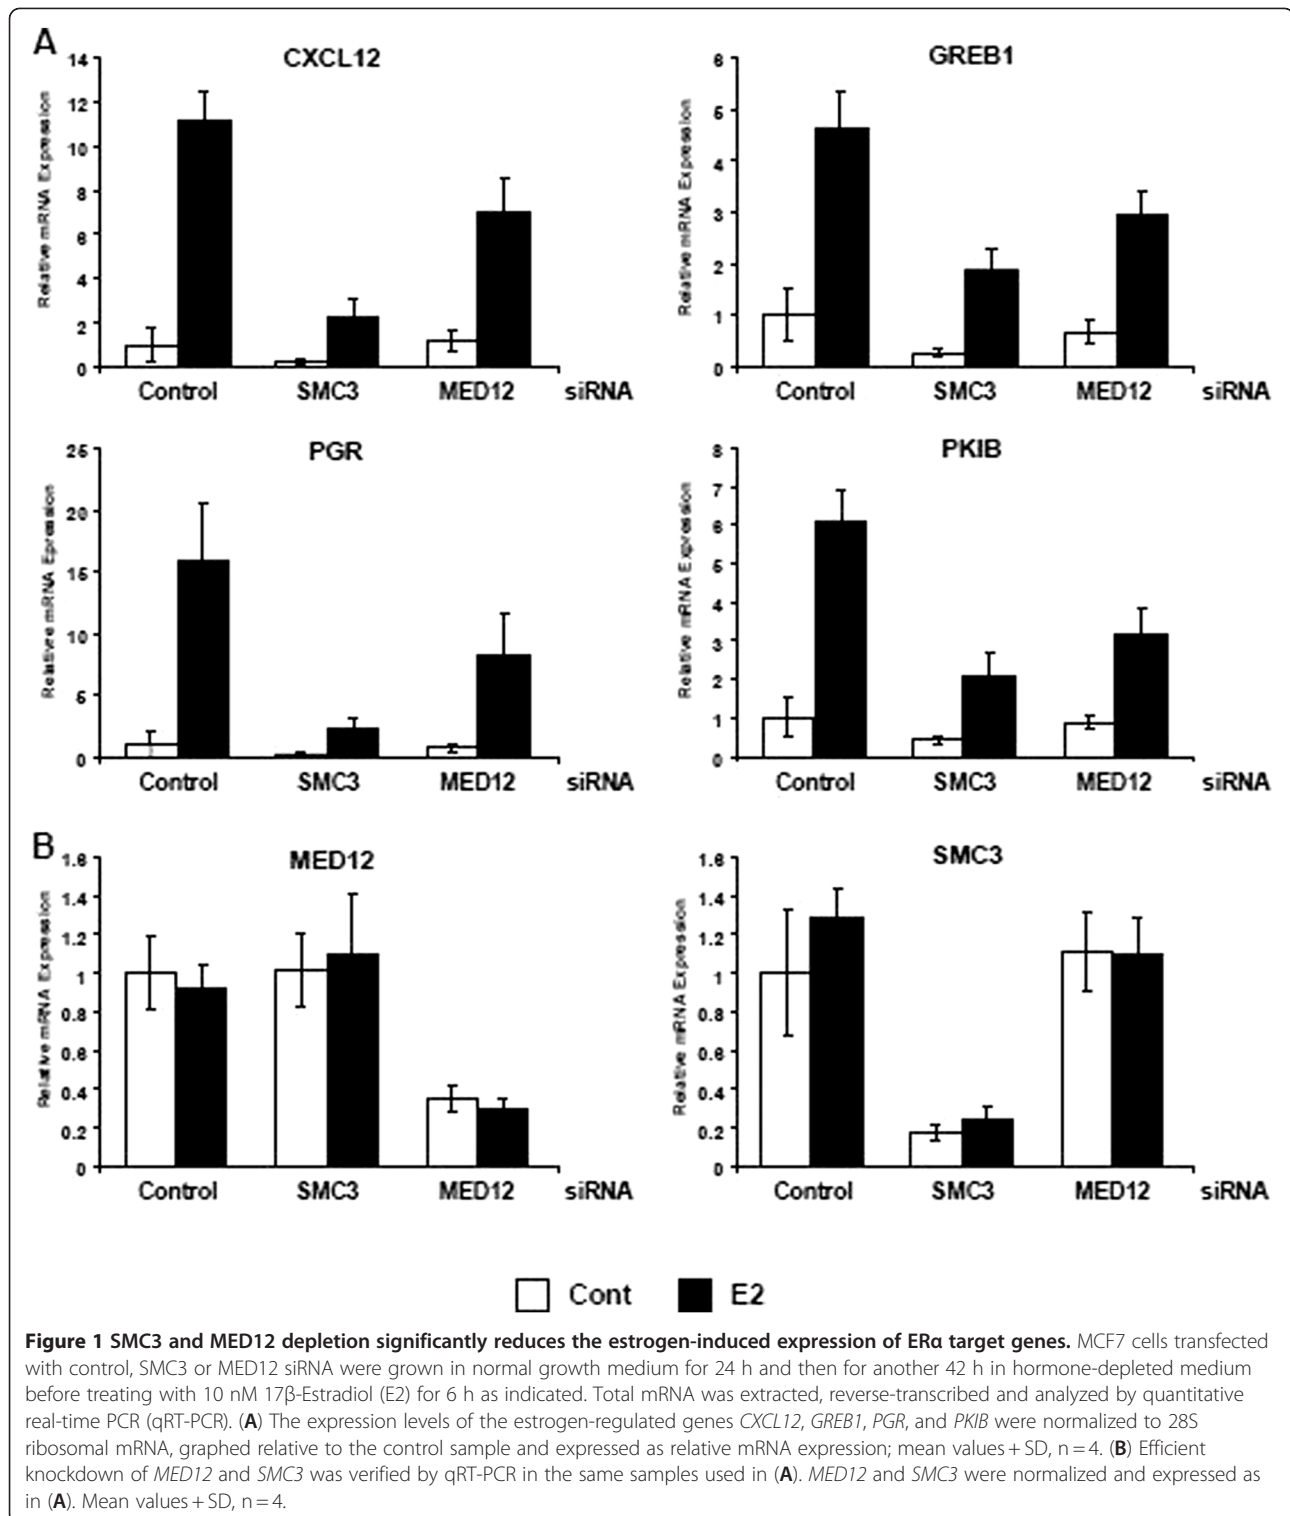 A
CXCL12
Relative mRNA Expression
14
12
10
8
6
4
2
0
Control SMC3 MED12 siRNA
GREB1
Relative mRNA Expression
6
5
4
3
2
1
0
Control SMC3 MED12 siRNA
PGR
Relative mRNA Epression
25
20
15
10
5
0
Control SMC3 MED12 siRNA
PKIB
Relative mRNA Expression
8
7
6
5
4
3
2
1
0
Control SMC3 MED12 siRNA
B
MED12
Relative mRNA Expression
1.6
1.4
1.2
1
0.8
0.6
0.4
0.2
0
Control SMC3 MED12 siRNA
SMC3
Relative mRNA Expression
1.6
1.4
1.2
1
0.8
0.6
0.4
0.2
0
Control SMC3 MED12 siRNA
Cont E2
Figure 1 SMC3 and MED12 depletion significantly reduces the estrogen-induced expression of ERα target genes. MCF7 cells transfected
with control, SMC3 or MED12 siRNA were grown in normal growth medium for 24 h and then for another 42 h in hormone-depleted medium
before treating with 10 nM 17β-Estradiol (E2) for 6 h as indicated. Total mRNA was extracted, reverse-transcribed and analyzed by quantitative
real-time PCR (qRT-PCR). (A) The expression levels of the estrogen-regulated genes CXCL12, GREB1, PGR, and PKIB were normalized to 28S
ribosomal mRNA, graphed relative to the control sample and expressed as relative mRNA expression; mean values + SD, n = 4. (B) Efficient
knockdown of MED12 and SMC3 was verified by qRT-PCR in the same samples used in (A). MED12 and SMC3 were normalized and expressed as
in (A). Mean values + SD, n = 4.